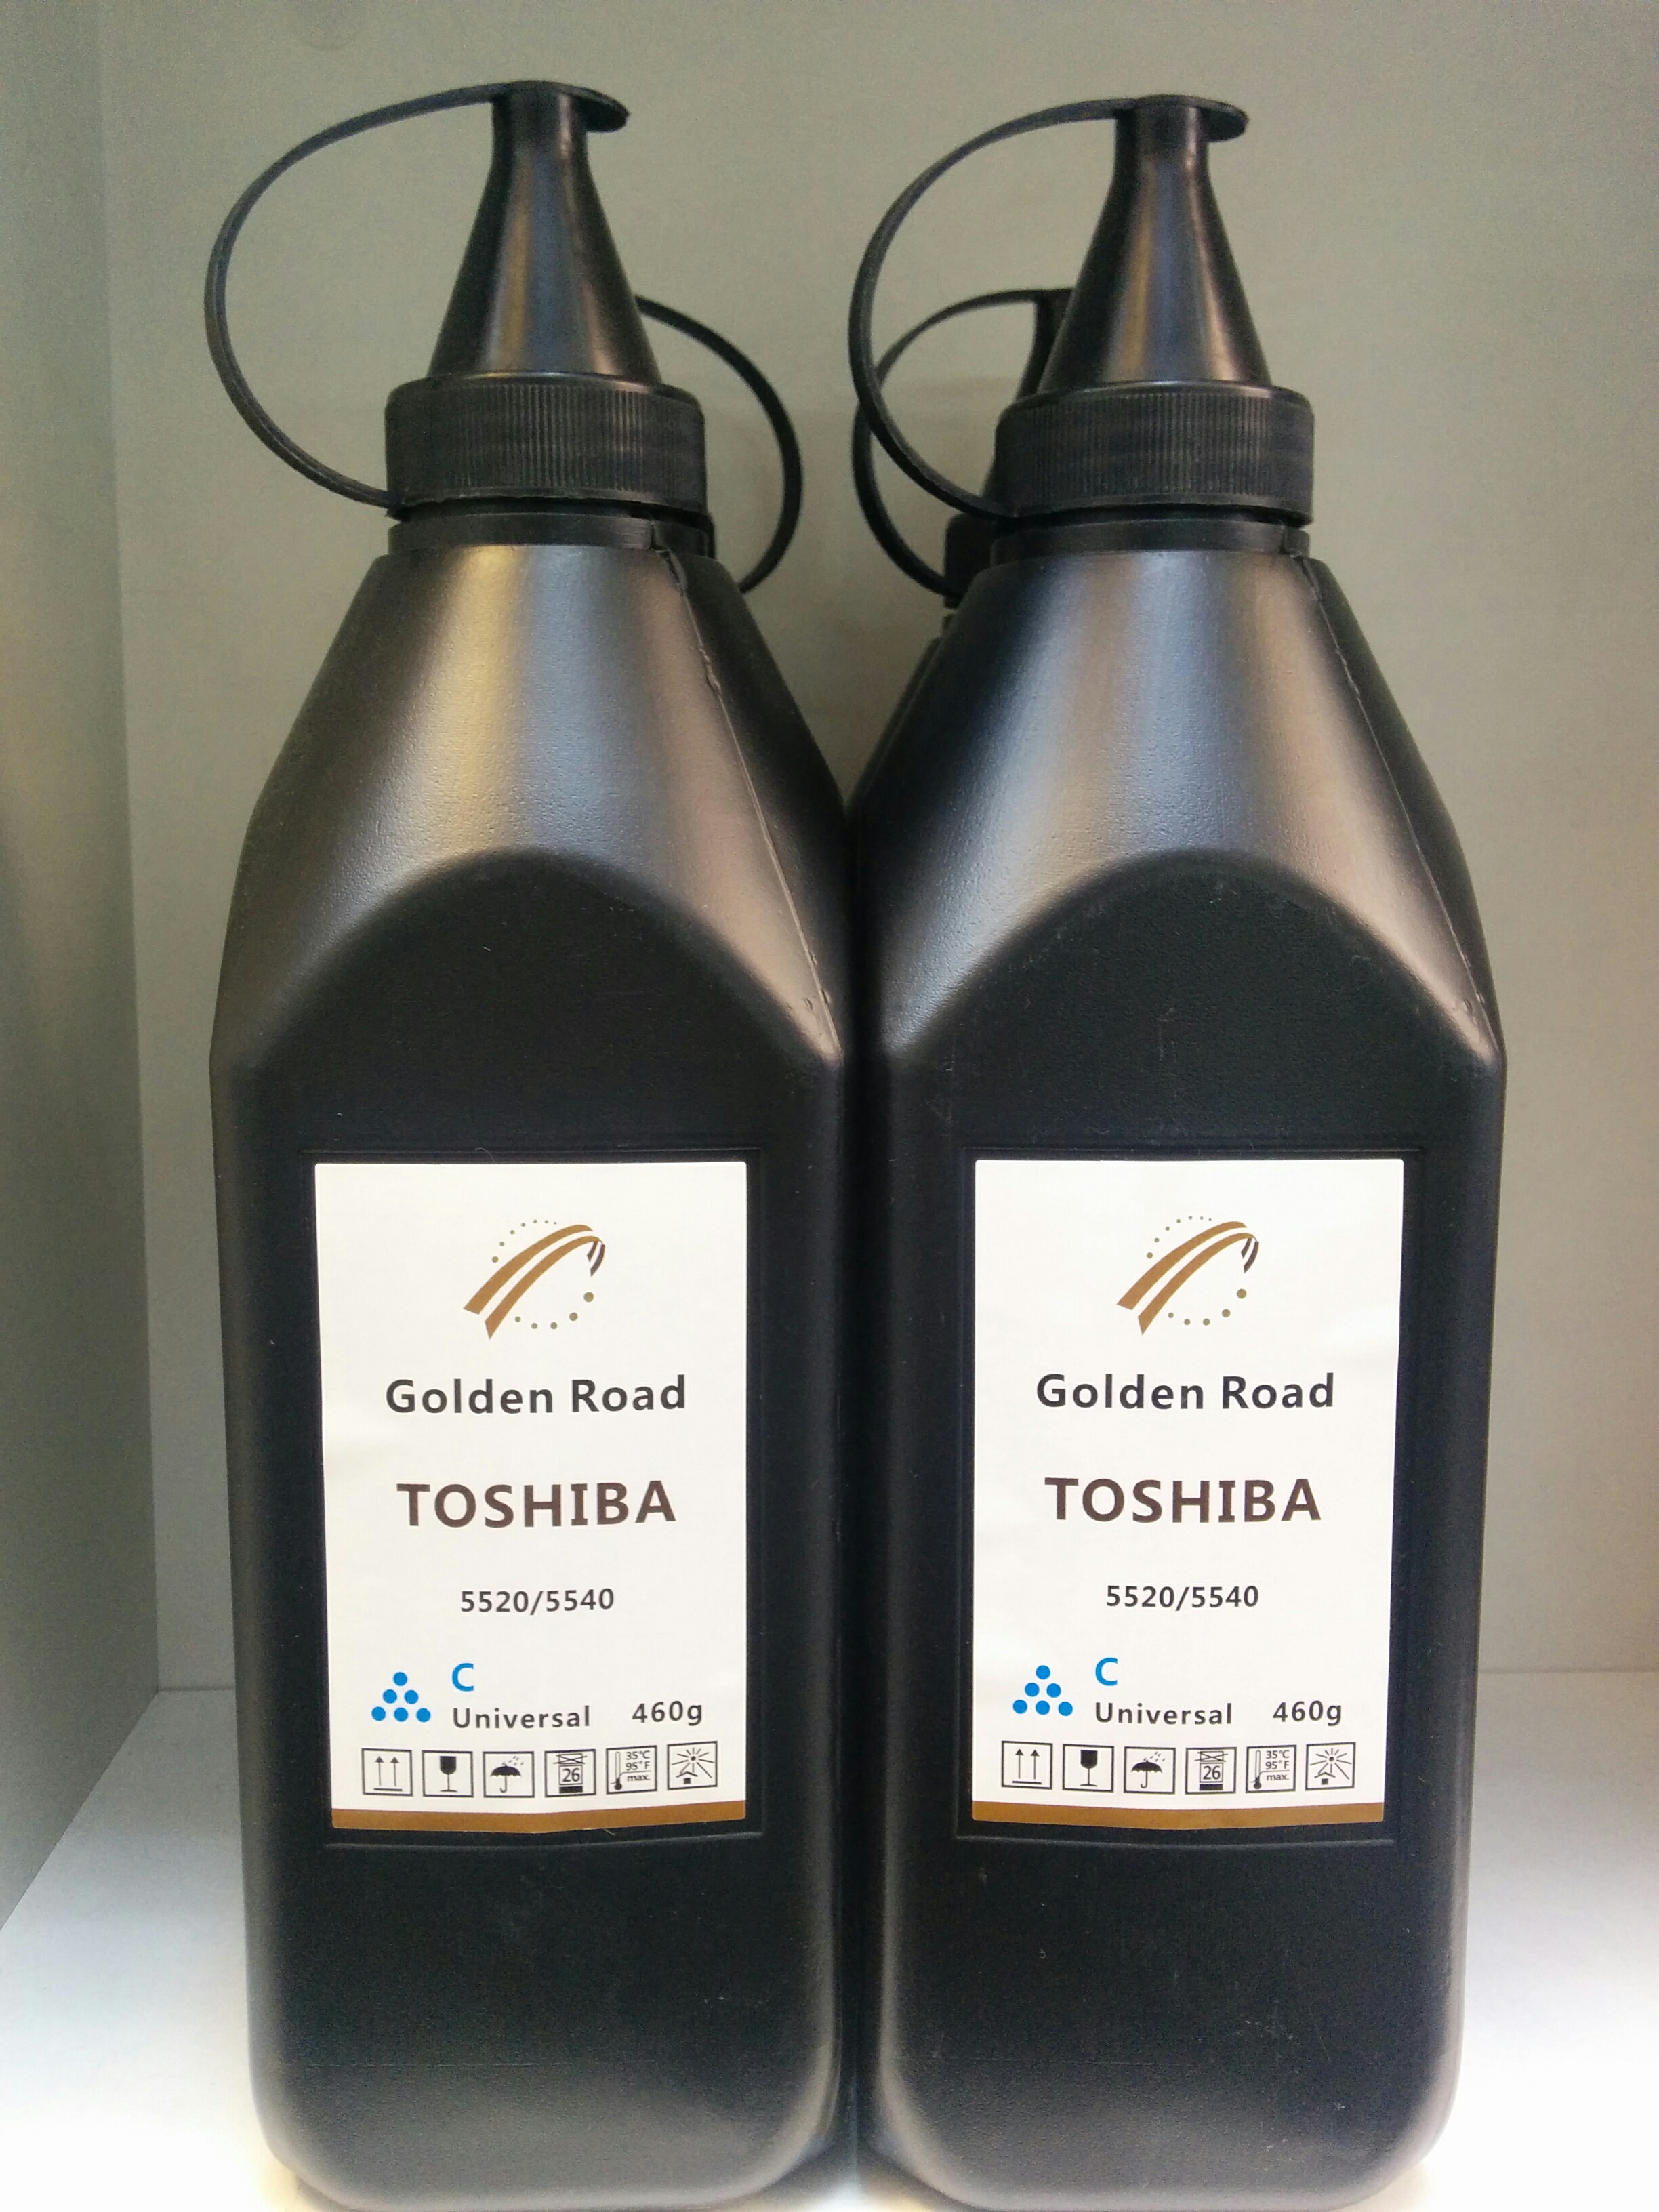 Golden Road
TOSHIBA
5520/5540
C
Universal 460g
26
35°C
95°F
max.
Golden Road
TOSHIBA
5520/5540
C
Universal 460g
26
35°C
95°F
max.